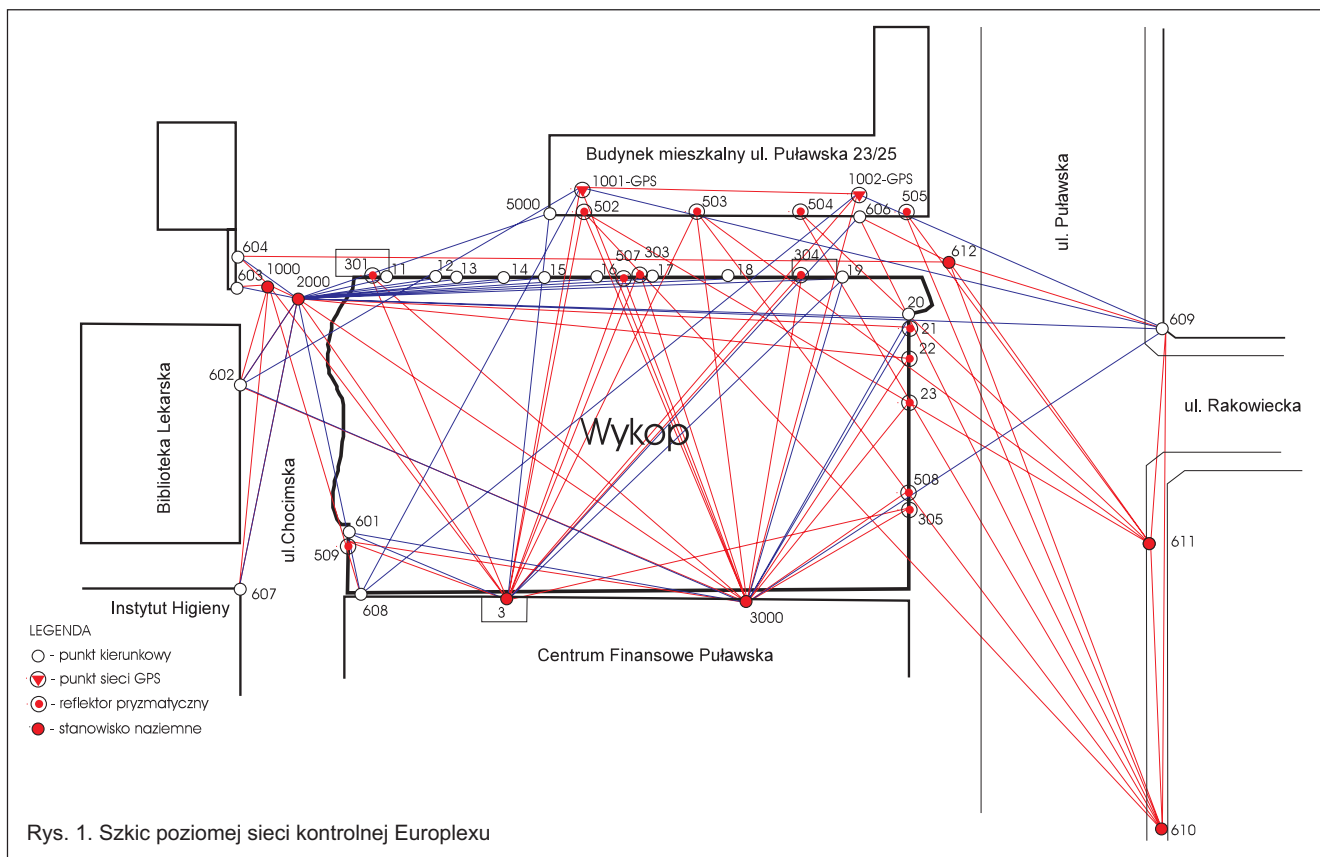 Budynek mieszkalny ul. Puławska 23/25
1001-GPS
1002-GPS
5000
502
503
504
606
505
ul. Puławska
604
603
1000
2000
301
11
12
13
14
15
16
507
303
17
18
304
19
612
20
21
22
23
609
602
ul. Rakowiecka
Biblioteka Lekarska
ul.Chocimska
Wykop
508
305
601
509
611
607
608
3
3000
Instytut Higieny
Centrum Finansowe Puławska
LEGENDA
- punkt kierunkowy
- punkt sieci GPS
- reflektor pryzmatyczny
- stanowisko naziemne
610
Rys. 1. Szkic poziomej sieci kontrolnej Europlexu